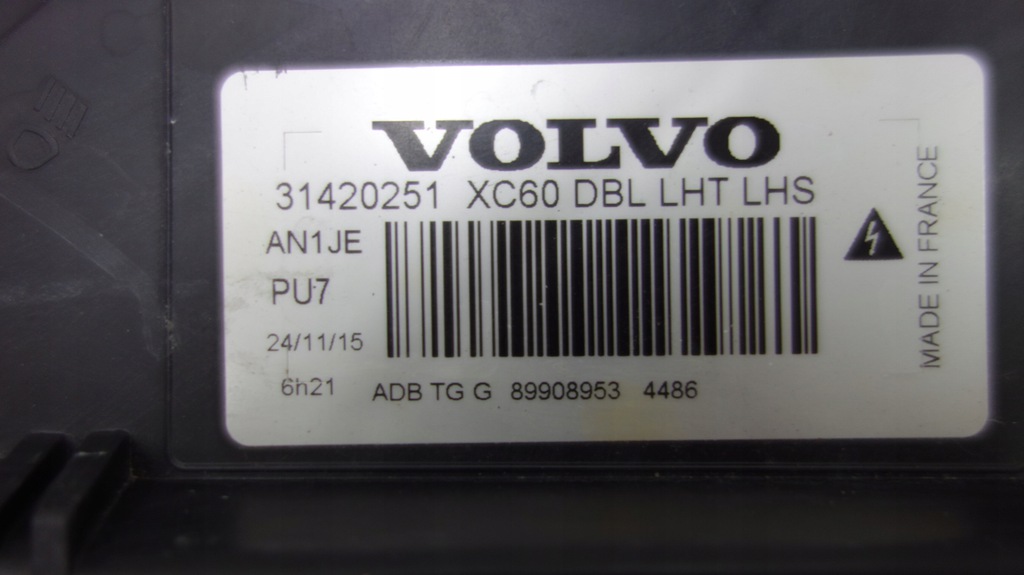 VOLVO
31420251 XC60 DBL LHT LHS
AN1JE
PU7
24/11/15
6h21
ADB TG G 89908953 4486
MADE IN FRANCE